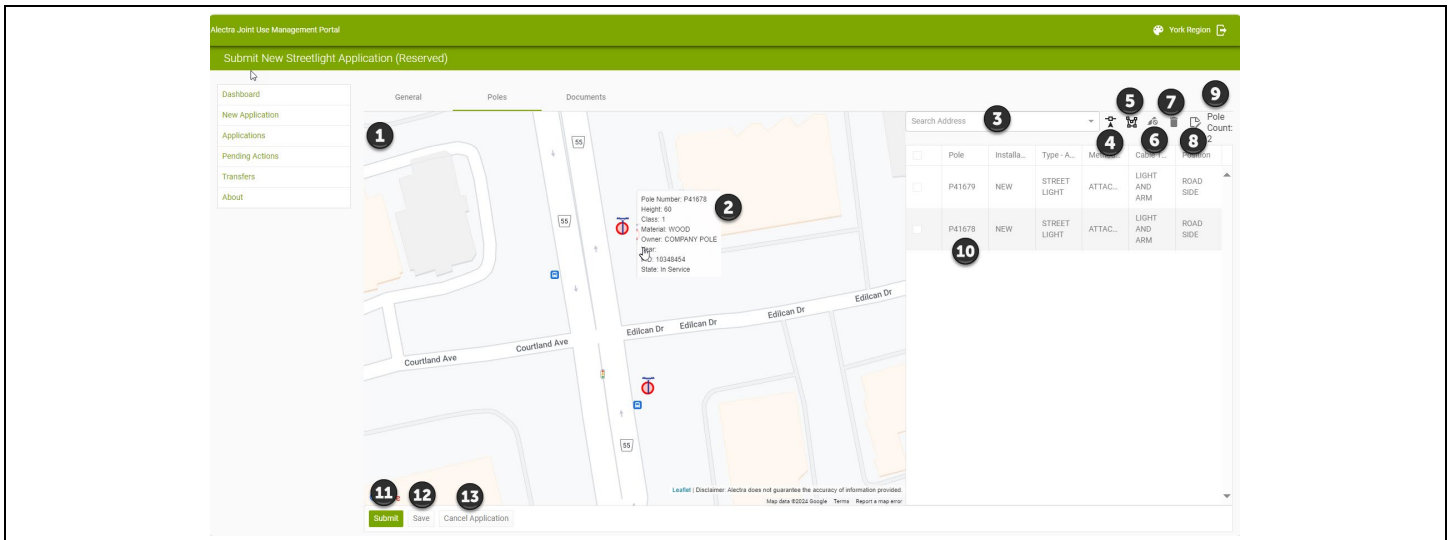 Alectra Joint Use Management Portal
York Region
Submit New Streetlight Application (Reserved)
Dashboard
New Application
Applications
Pending Actions
Transfers
About
General Poles Documents
1
55
55
55
Pole Number: P41678
Height: 60
Class: 1
Material: WOOD
Owner: COMPANY POLE
State: In Service
2
Courtland Ave Courtland Ave
Edilcan Dr Edilcan Dr Edilcan Dr Edilcan Dr
Leaflet | Disclaimer: Alectra does not guarantee the accuracy of information provided.
Map data ©2024 Google Terms Report a map error
Search Address
3
4
5
6
7
8
9
Pole Count: 2
Pole Installa... Type - A... Cable T... Position
P41679 NEW STREET LIGHT ATTAC... LIGHT AND ARM ROAD SIDE
P41678 NEW STREET LIGHT ATTAC... LIGHT AND ARM ROAD SIDE
10
11
12
13
Submit Save Cancel Application